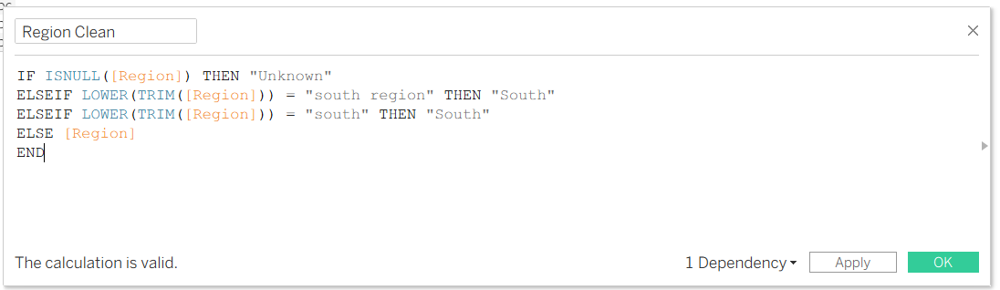 Region Clean
IF ISNULL([Region]) THEN "Unknown"
ELSEIF LOWER(TRIM([Region])) = "south region" THEN "South"
ELSEIF LOWER(TRIM([Region])) = "south" THEN "South"
ELSE [Region]
END
The calculation is valid.
1 Dependency
Apply
OK